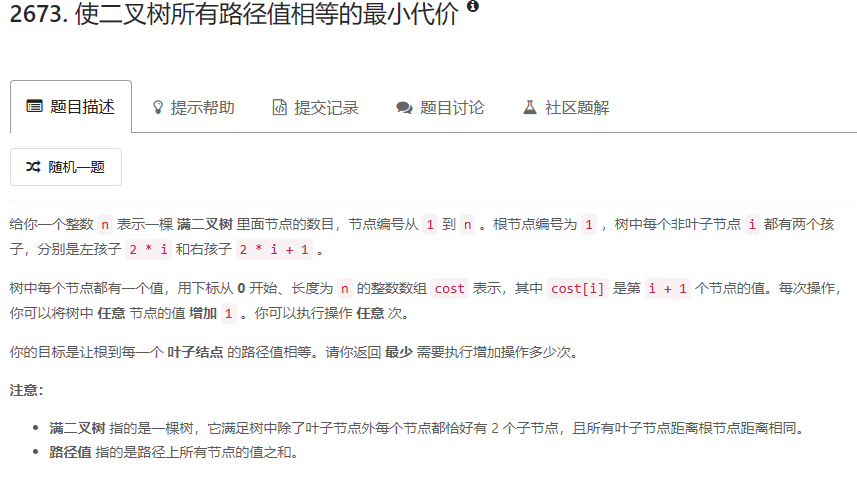 2673. 使二叉树所有路径值相等的最小代价
题目描述 提示帮助 提交记录 题目讨论 社区题解
随机一题
给你一个整数 n 表示一棵 满二叉树 里面节点的数目，节点编号从 1 到 n 。根节点编号为 1 ，树中每个非叶子节点 i 都有两个孩
子，分别是左孩子 2 * i 和右孩子 2 * i + 1 。
树中每个节点都有一个值，用下标从 0 开始、长度为 n 的整数数组 cost 表示，其中 cost[i] 是第 i + 1 个节点的值。每次操作，
你可以将树中 任意 节点的值 增加 1 。你可以执行操作 任意 次。
你的目标是让根到每一个 叶子结点 的路径值相等。请你返回 最少 需要执行增加操作多少次。
注意：
满二叉树 指的是一棵树，它满足树中除了叶子节点外每个节点都恰好有 2 个子节点，且所有叶子节点距离根节点距离相同。
路径值 指的是路径上所有节点的值之和。